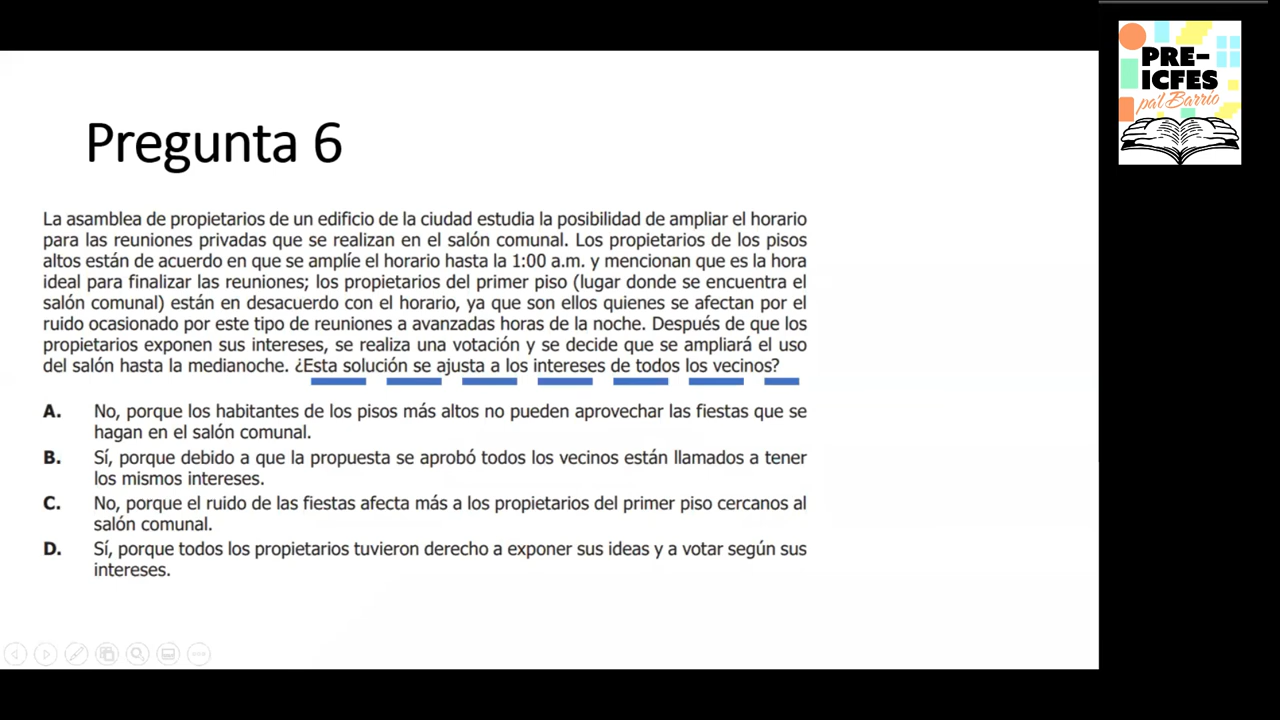 PRE-
ICFES
pa'l Barrio
Pregunta 6
La asamblea de propietarios de un edificio de la ciudad estudia la posibilidad de ampliar el horario
para las reuniones privadas que se realizan en el salón comunal. Los propietarios de los pisos
altos están de acuerdo en que se amplíe el horario hasta la 1:00 a.m. y mencionan que es la hora
ideal para finalizar las reuniones; los propietarios del primer piso (lugar donde se encuentra el
salón comunal) están en desacuerdo con el horario, ya que son ellos quienes se afectan por el
ruido ocasionado por este tipo de reuniones a avanzadas horas de la noche. Después de que los
propietarios exponen sus intereses, se realiza una votación y se decide que se ampliará el uso
del salón hasta la medianoche. ¿Esta solución se ajusta a los intereses de todos los vecinos?
A. No, porque los habitantes de los pisos más altos no pueden aprovechar las fiestas que se
hagan en el salón comunal.
B. Sí, porque debido a que la propuesta se aprobó todos los vecinos están llamados a tener
los mismos intereses.
C. No, porque el ruido de las fiestas afecta más a los propietarios del primer piso cercanos al
salón comunal.
D. Sí, porque todos los propietarios tuvieron derecho a exponer sus ideas y a votar según sus
intereses.